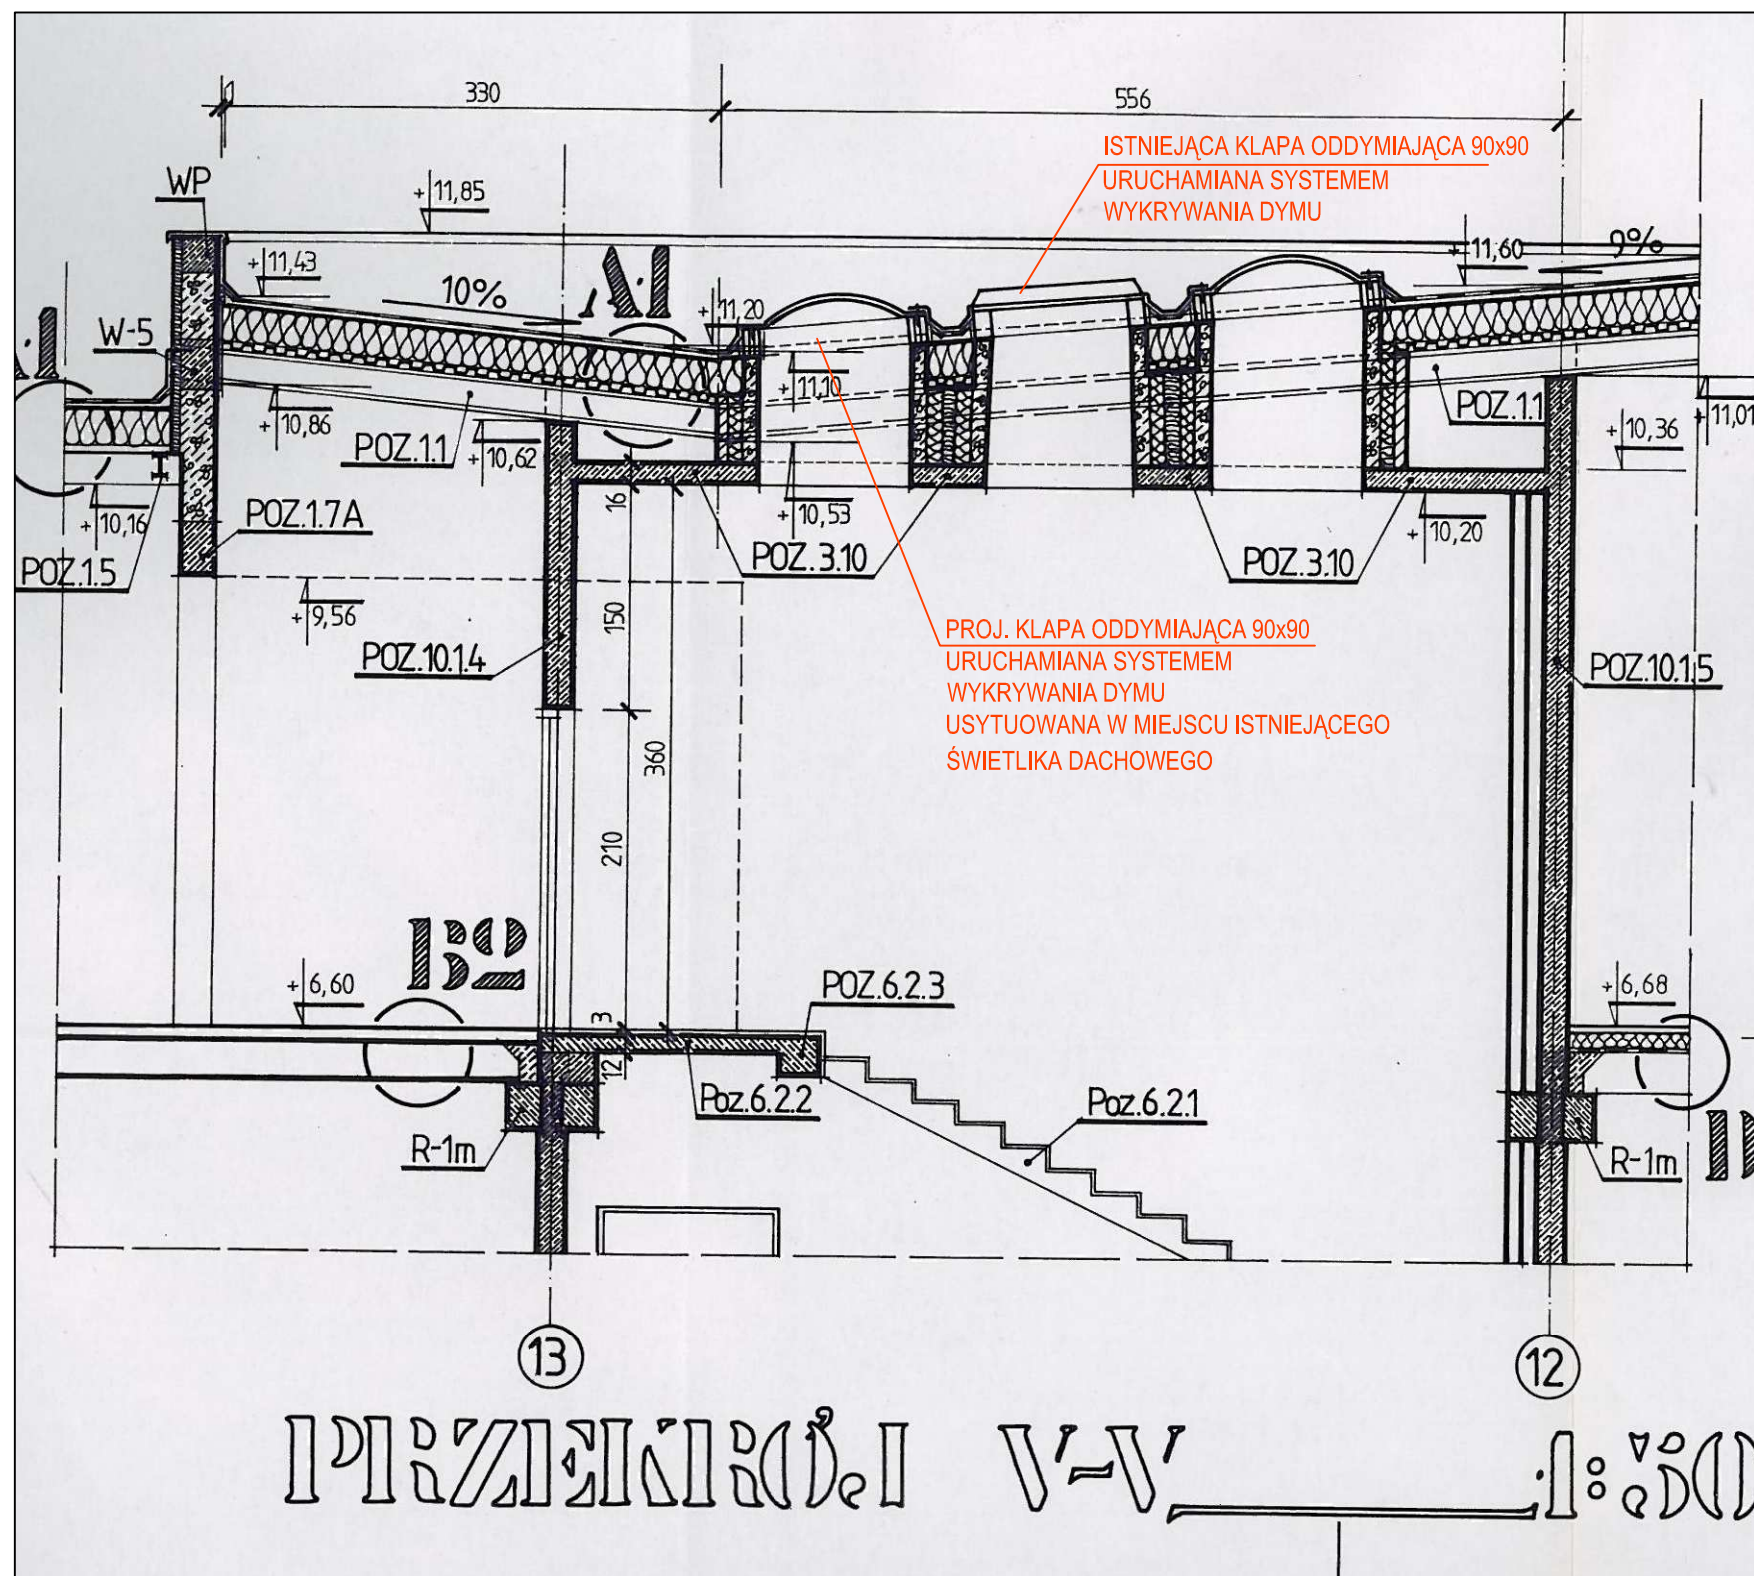 330
556
ISTNIEJĄCA KLAPA ODDYMIAJĄCA 90x90
URUCHAMIANA SYSTEMEM
WYKRYWANIA DYMU
WP
+11,85
+11,43
10%
+11,20
+11,60
9%
W-5
+11,10
+10,86
POZ.1.1
+10,62
POZ.1.1
+10,36
+11,01
+10,16
POZ.1.5
POZ.1.7A
16
+10,53
POZ.3.10
POZ.3.10
+10,20
+9,56
150
POZ.10.1.4
POZ.10.1.5
PROJ. KLAPA ODDYMIAJĄCA 90x90
URUCHAMIANA SYSTEMEM
WYKRYWANIA DYMU
USYTUOWANA W MIEJSCU ISTNIEJĄCEGO
ŚWIETLIKA DACHOWEGO
360
210
B2
+6,60
POZ.6.2.3
+6,68
3
12
Poz.6.2.2
Poz.6.2.1
R-1m
R-1m
13
12
PRZEKRÓJ V-V 1:50